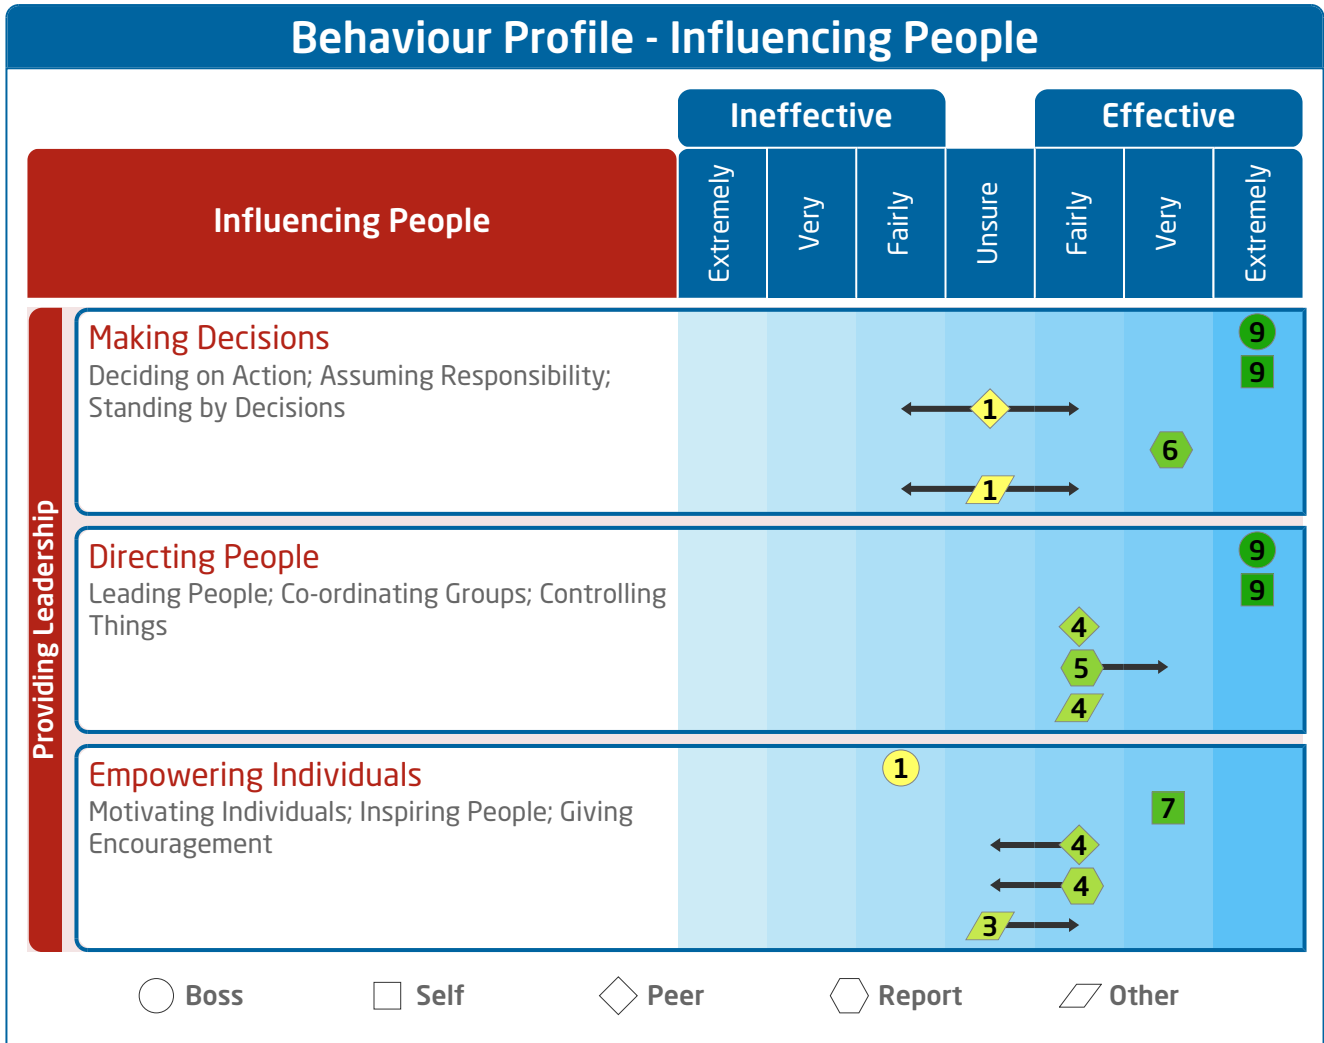 Behaviour Profile - Influencing People
Ineffective
Effective
Influencing People
Extremely
Very
Fairly
Unsure
Fairly
Very
Extremely
Providing Leadership
Making Decisions
Deciding on Action; Assuming Responsibility;
Standing by Decisions
9
9
1
6
1
Directing People
Leading People; Co-ordinating Groups; Controlling
Things
9
9
4
5
4
Empowering Individuals
Motivating Individuals; Inspiring People; Giving
Encouragement
1
7
4
4
3
Boss
Self
Peer
Report
Other